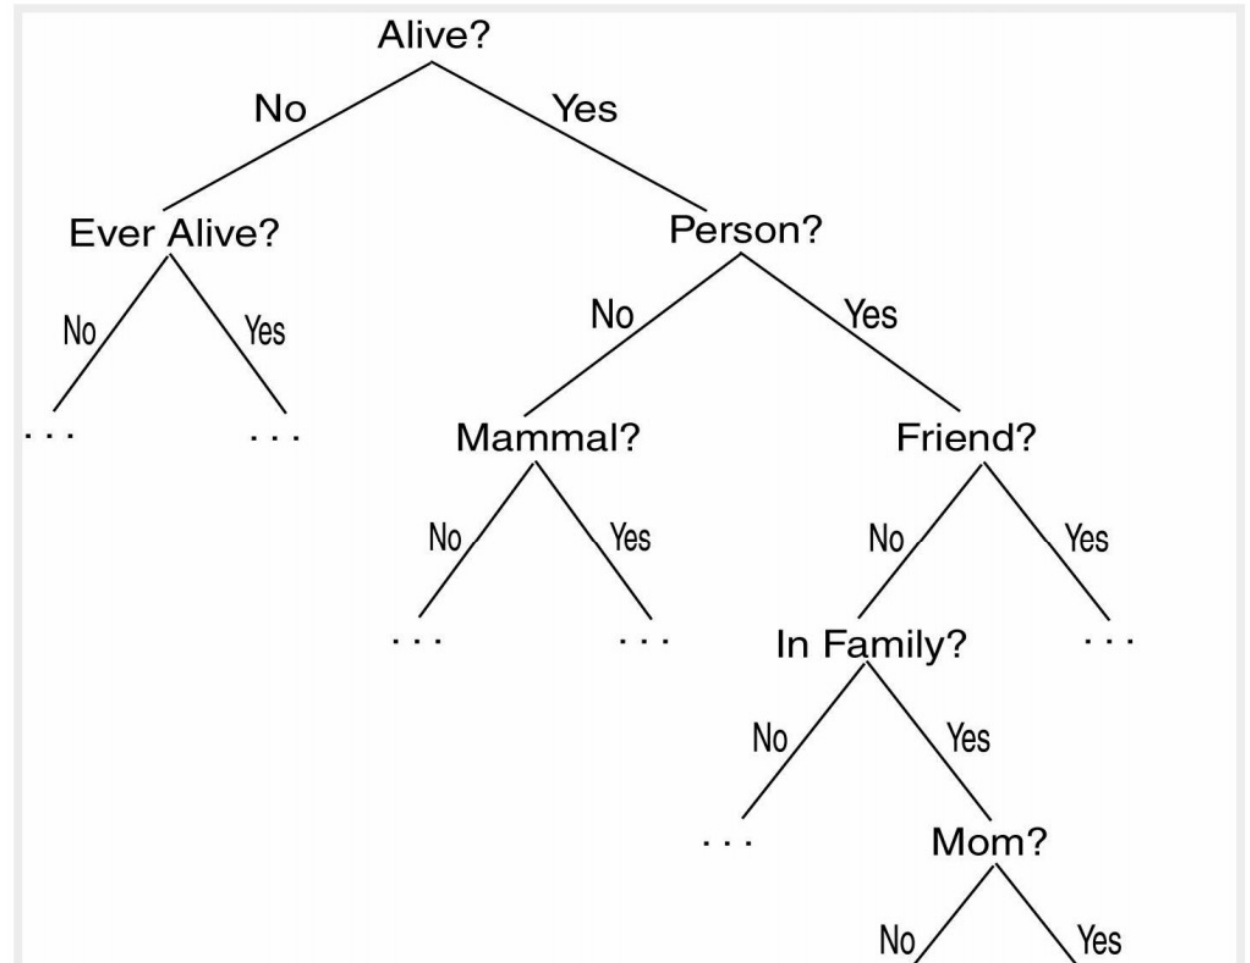 Alive?
No Yes
Ever Alive? Person?
No Yes No Yes
... ... Mammal? Friend?
No Yes No Yes
... ... In Family? ...
No Yes
... Mom?
No Yes